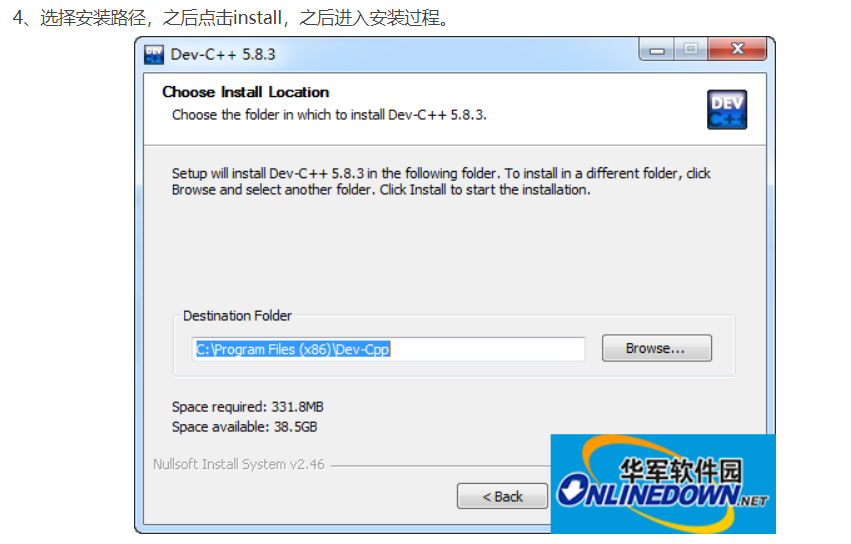 4、选择安装路径，之后点击install，之后进入安装过程。
DEV
C++
Dev-C++ 5.8.3
Choose Install Location
Choose the folder in which to install Dev-C++ 5.8.3.
DEV
C++
Setup will install Dev-C++ 5.8.3 in the following folder. To install in a different folder, click
Browse and select another folder. Click Install to start the installation.
Destination Folder
C:\Program Files (x86)\Dev-Cpp
Browse...
Space required: 331.8MB
Space available: 38.5GB
Nullsoft Install System v2.46
< Back
华军软件园
ONLINEDOWN.NET